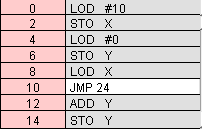 0 LOD #10
2 STO X
4 LOD #0
6 STO Y
8 LOD X
10 JMP 24
12 ADD Y
14 STO Y